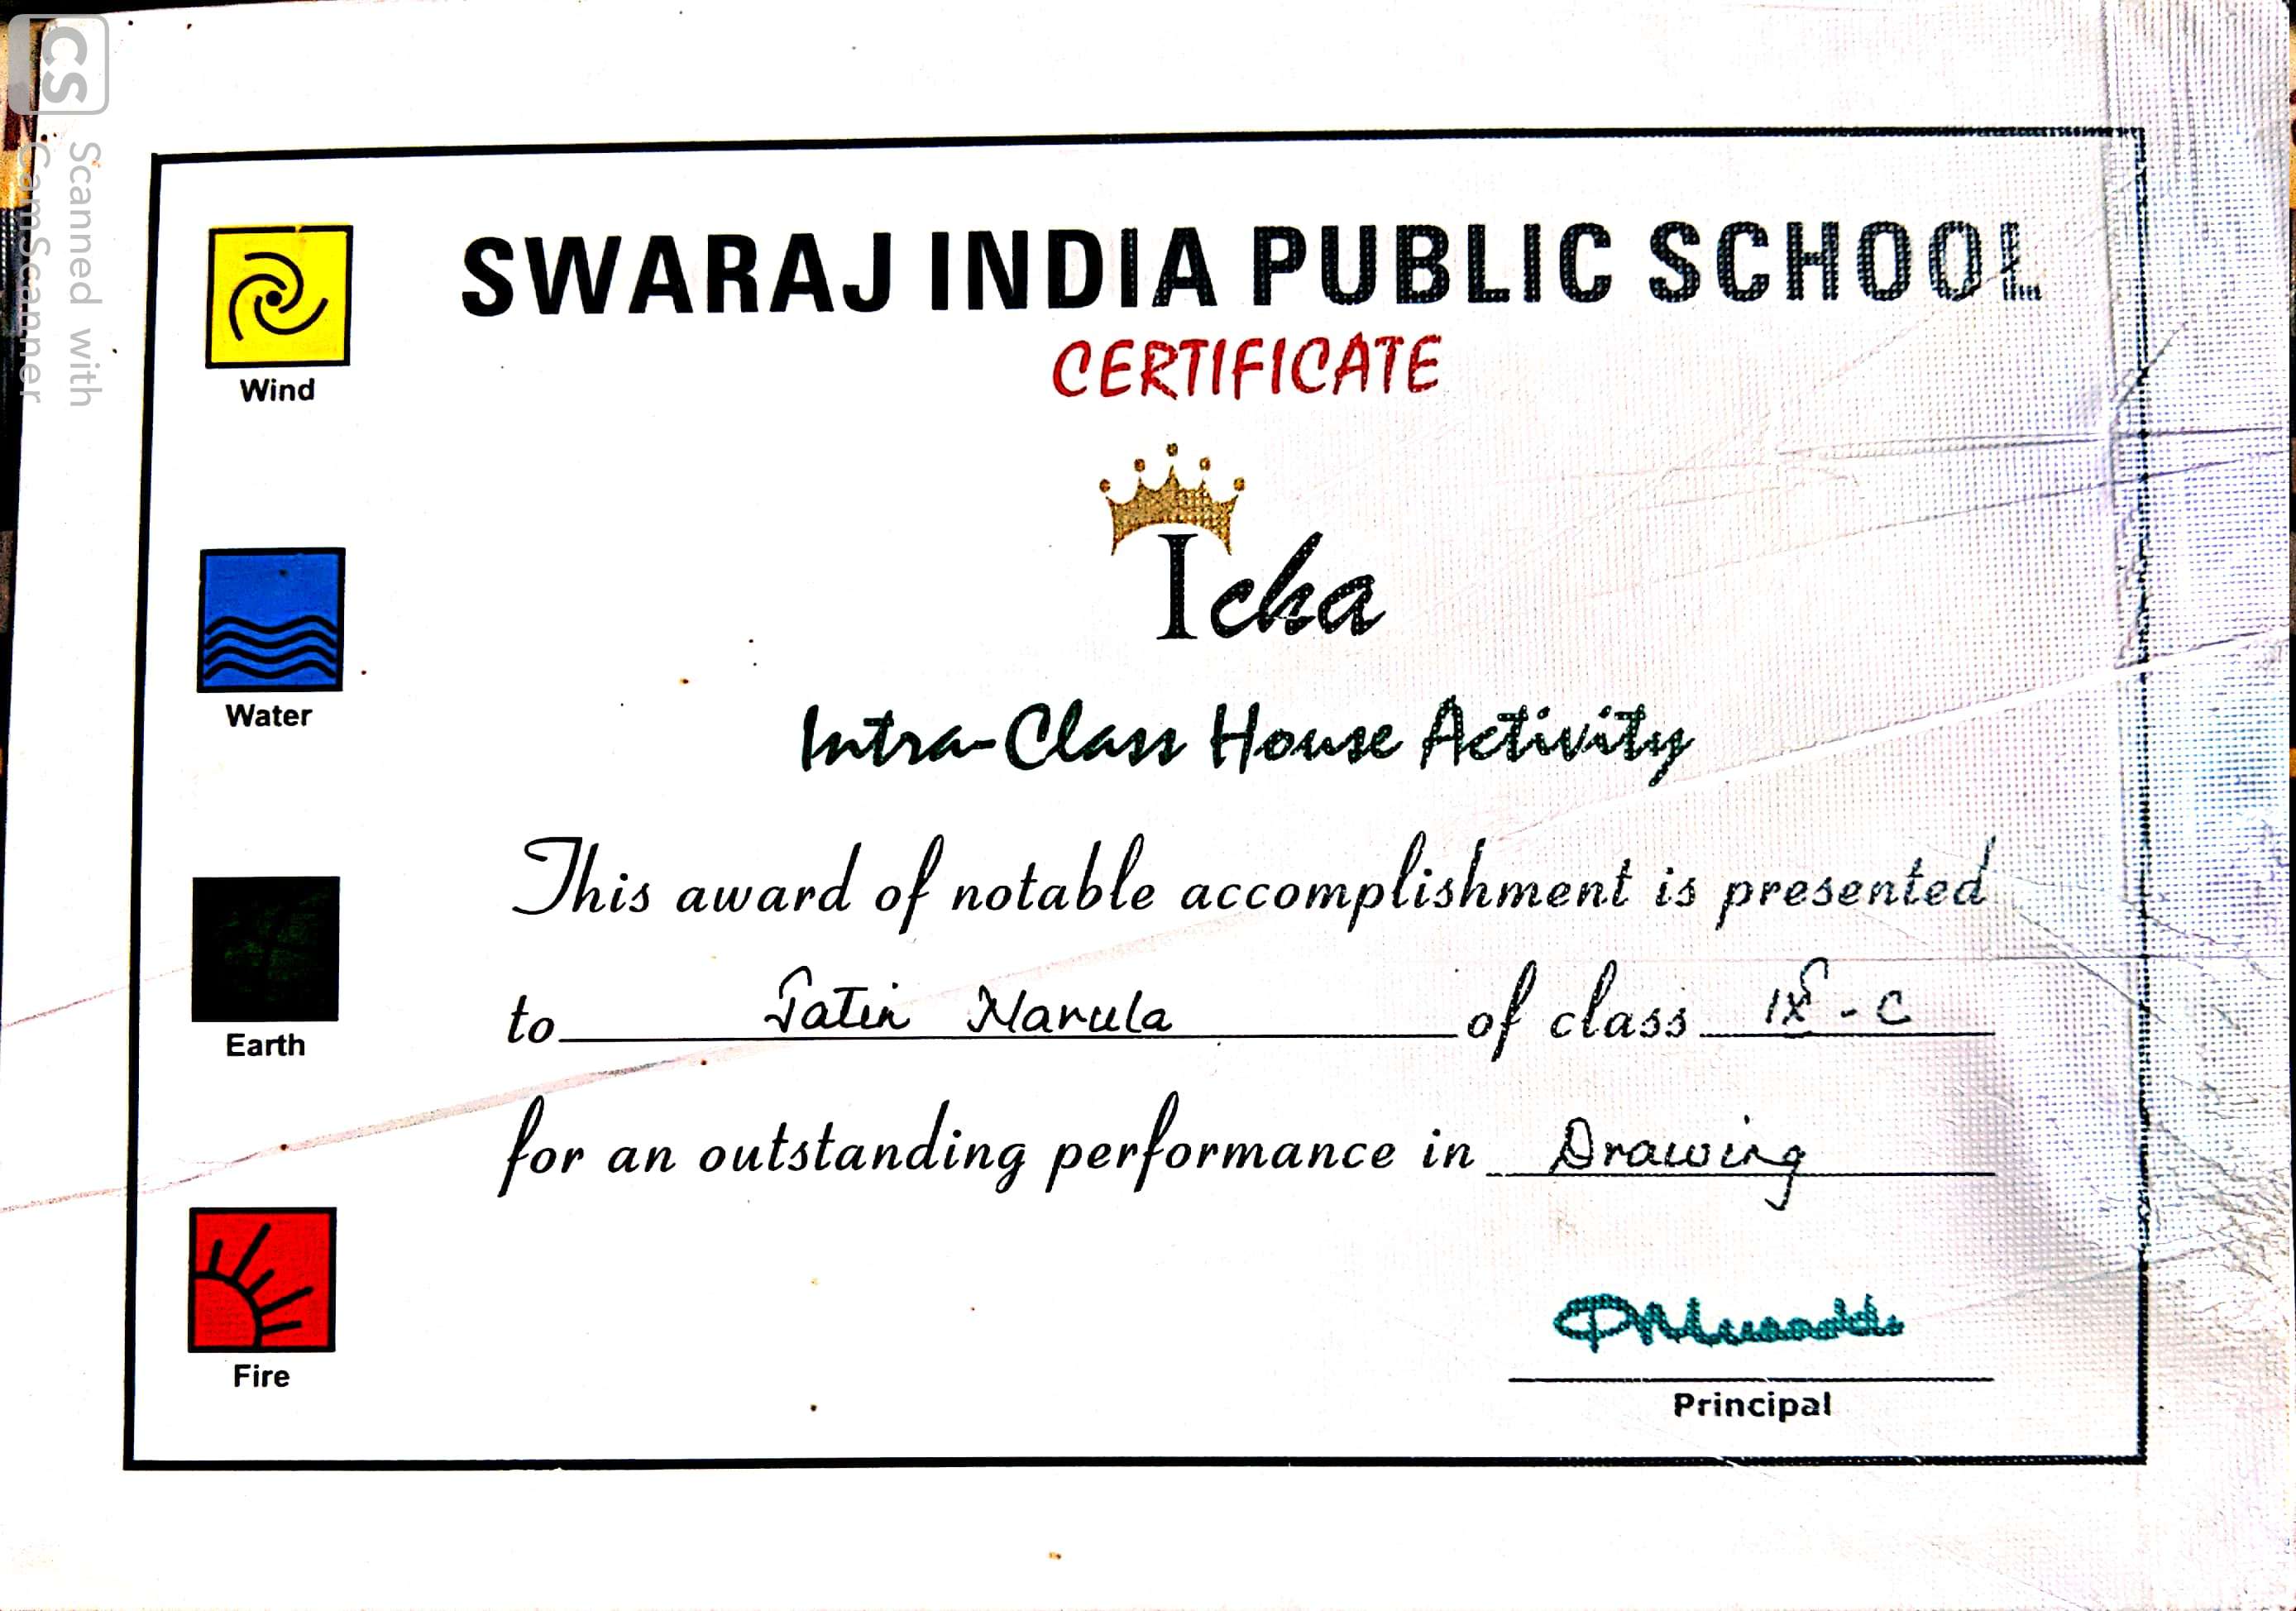 CS Scanned with
CamScanner
SWARAJ INDIA PUBLIC SCHOOL
CERTIFICATE
Icha
Intra-Class House Activity
This award of notable accomplishment is presented
to Jatin Narula of class IX - C
for an outstanding performance in Drawing
Principal
Wind
Water
Earth
Fire